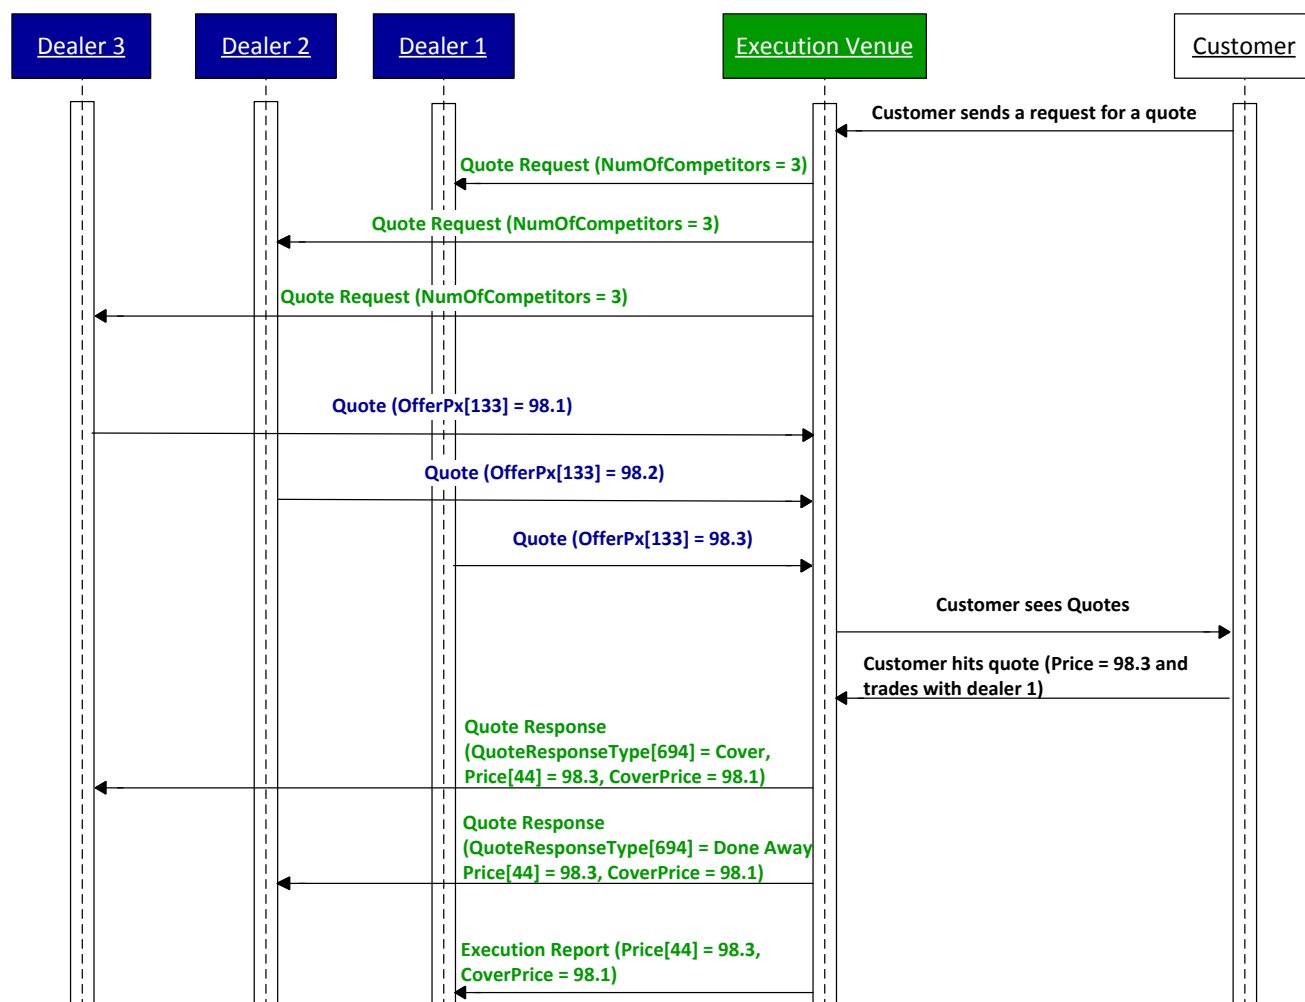 Dealer 3
Dealer 2
Dealer 1
Execution Venue
Customer
Customer sends a request for a quote
Quote Request (NumOfCompetitors = 3)
Quote Request (NumOfCompetitors = 3)
Quote Request (NumOfCompetitors = 3)
Quote (OfferPx[133] = 98.1)
Quote (OfferPx[133] = 98.2)
Quote (OfferPx[133] = 98.3)
Customer sees Quotes
Customer hits quote (Price = 98.3 and
trades with dealer 1)
Quote Response
(QuoteResponseType[694] = Cover,
Price[44] = 98.3, CoverPrice = 98.1)
Quote Response
(QuoteResponseType[694] = Done Away
Price[44] = 98.3, CoverPrice = 98.1)
Execution Report (Price[44] = 98.3,
CoverPrice = 98.1)